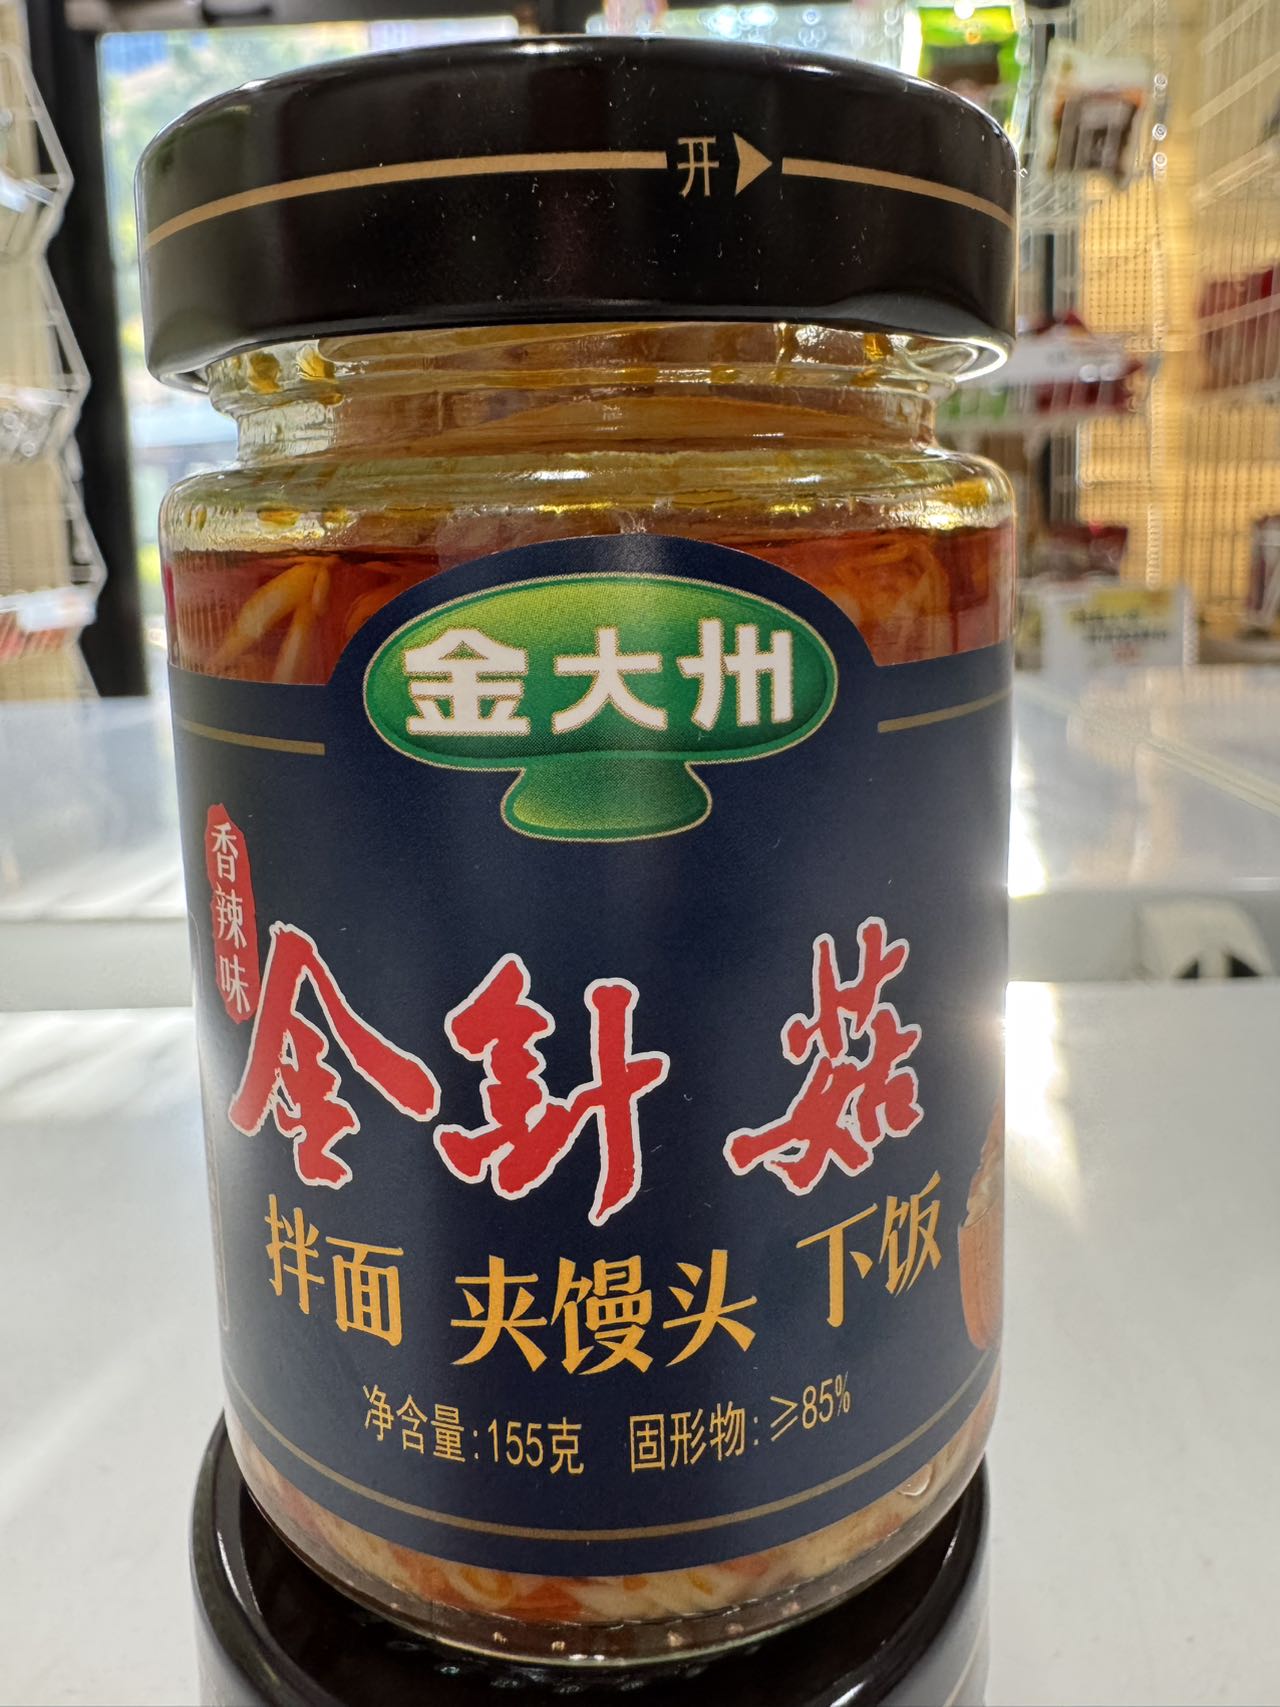 开
金大州
香辣味
金針菇
拌面 夹馒头 下饭
净含量:155克 固形物:≥85%